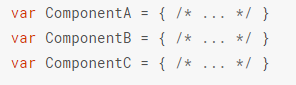 var ComponentA = { /* ... */ }
var ComponentB = { /* ... */ }
var ComponentC = { /* ... */ }